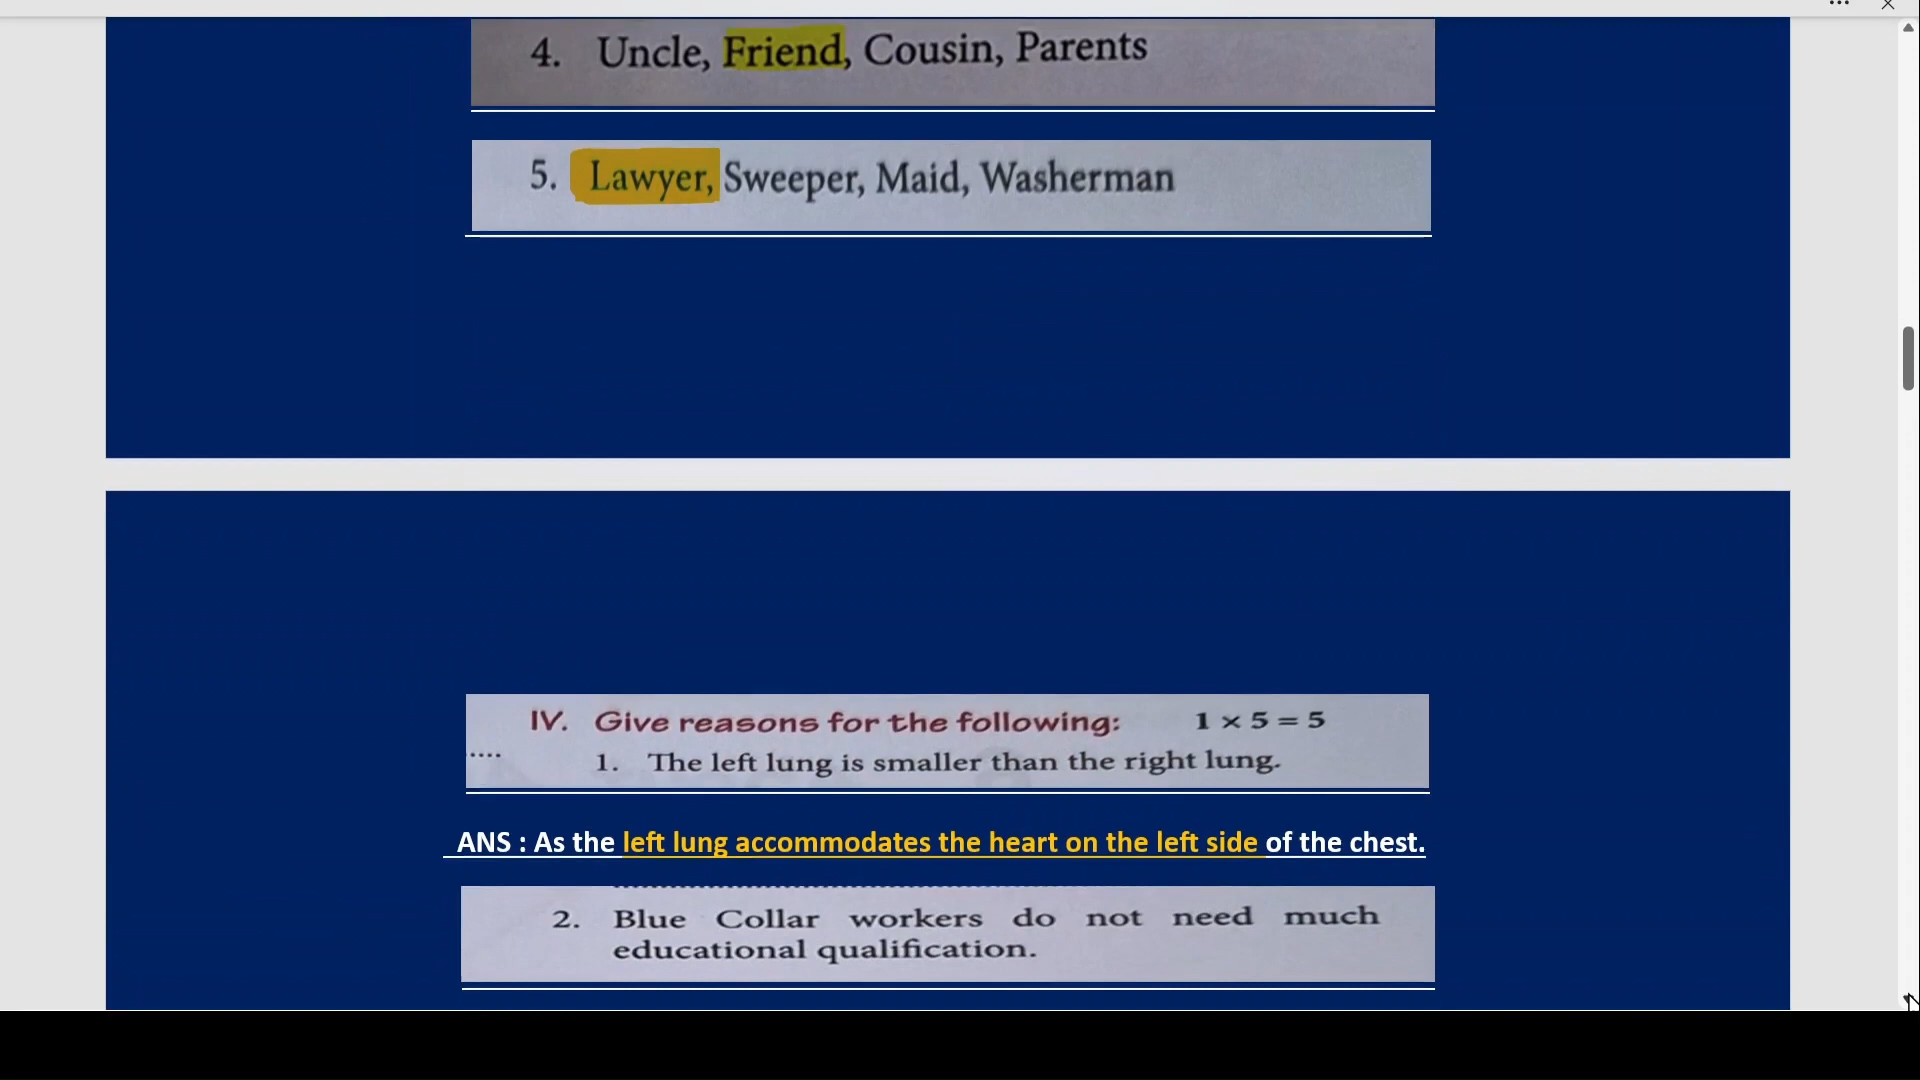 4. Uncle, Friend, Cousin, Parents
5. Lawyer, Sweeper, Maid, Washerman
IV. Give reasons for the following: 1 × 5 = 5
....
1. The left lung is smaller than the right lung.
ANS : As the left lung accommodates the heart on the left side of the chest.
2. Blue Collar workers do not need much
educational qualification.